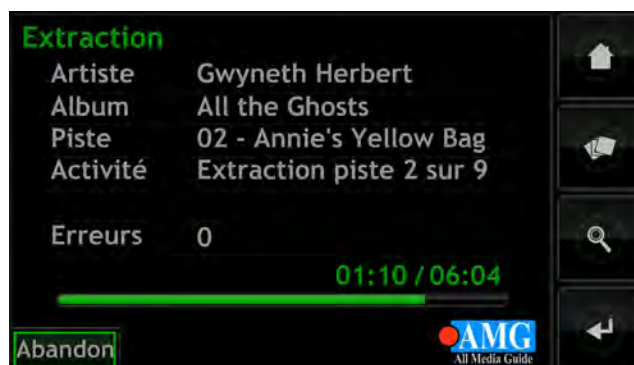 Extraction
Artiste Gwyneth Herbert
Album All the Ghosts
Piste 02 - Annie's Yellow Bag
Activité Extraction piste 2 sur 9
Erreurs 0
01:10 / 06:04
Abandon
AMG
All Media Guide